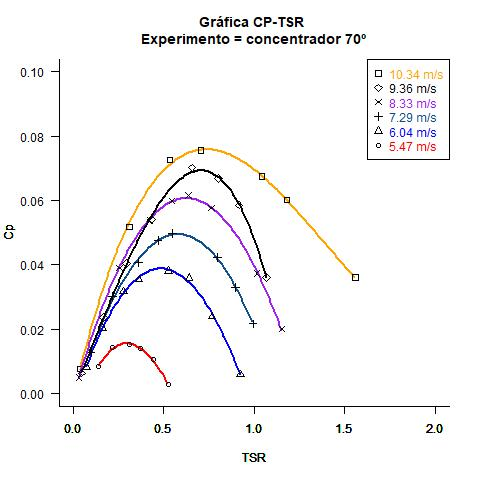 Gráfica CP-TSR
Experimento = concentrador 70º
10.34 m/s
9.36 m/s
8.33 m/s
7.29 m/s
6.04 m/s
5.47 m/s
Cp
0.10
0.08
0.06
0.04
0.02
0.00
0.0 0.5 1.0 1.5 2.0
TSR